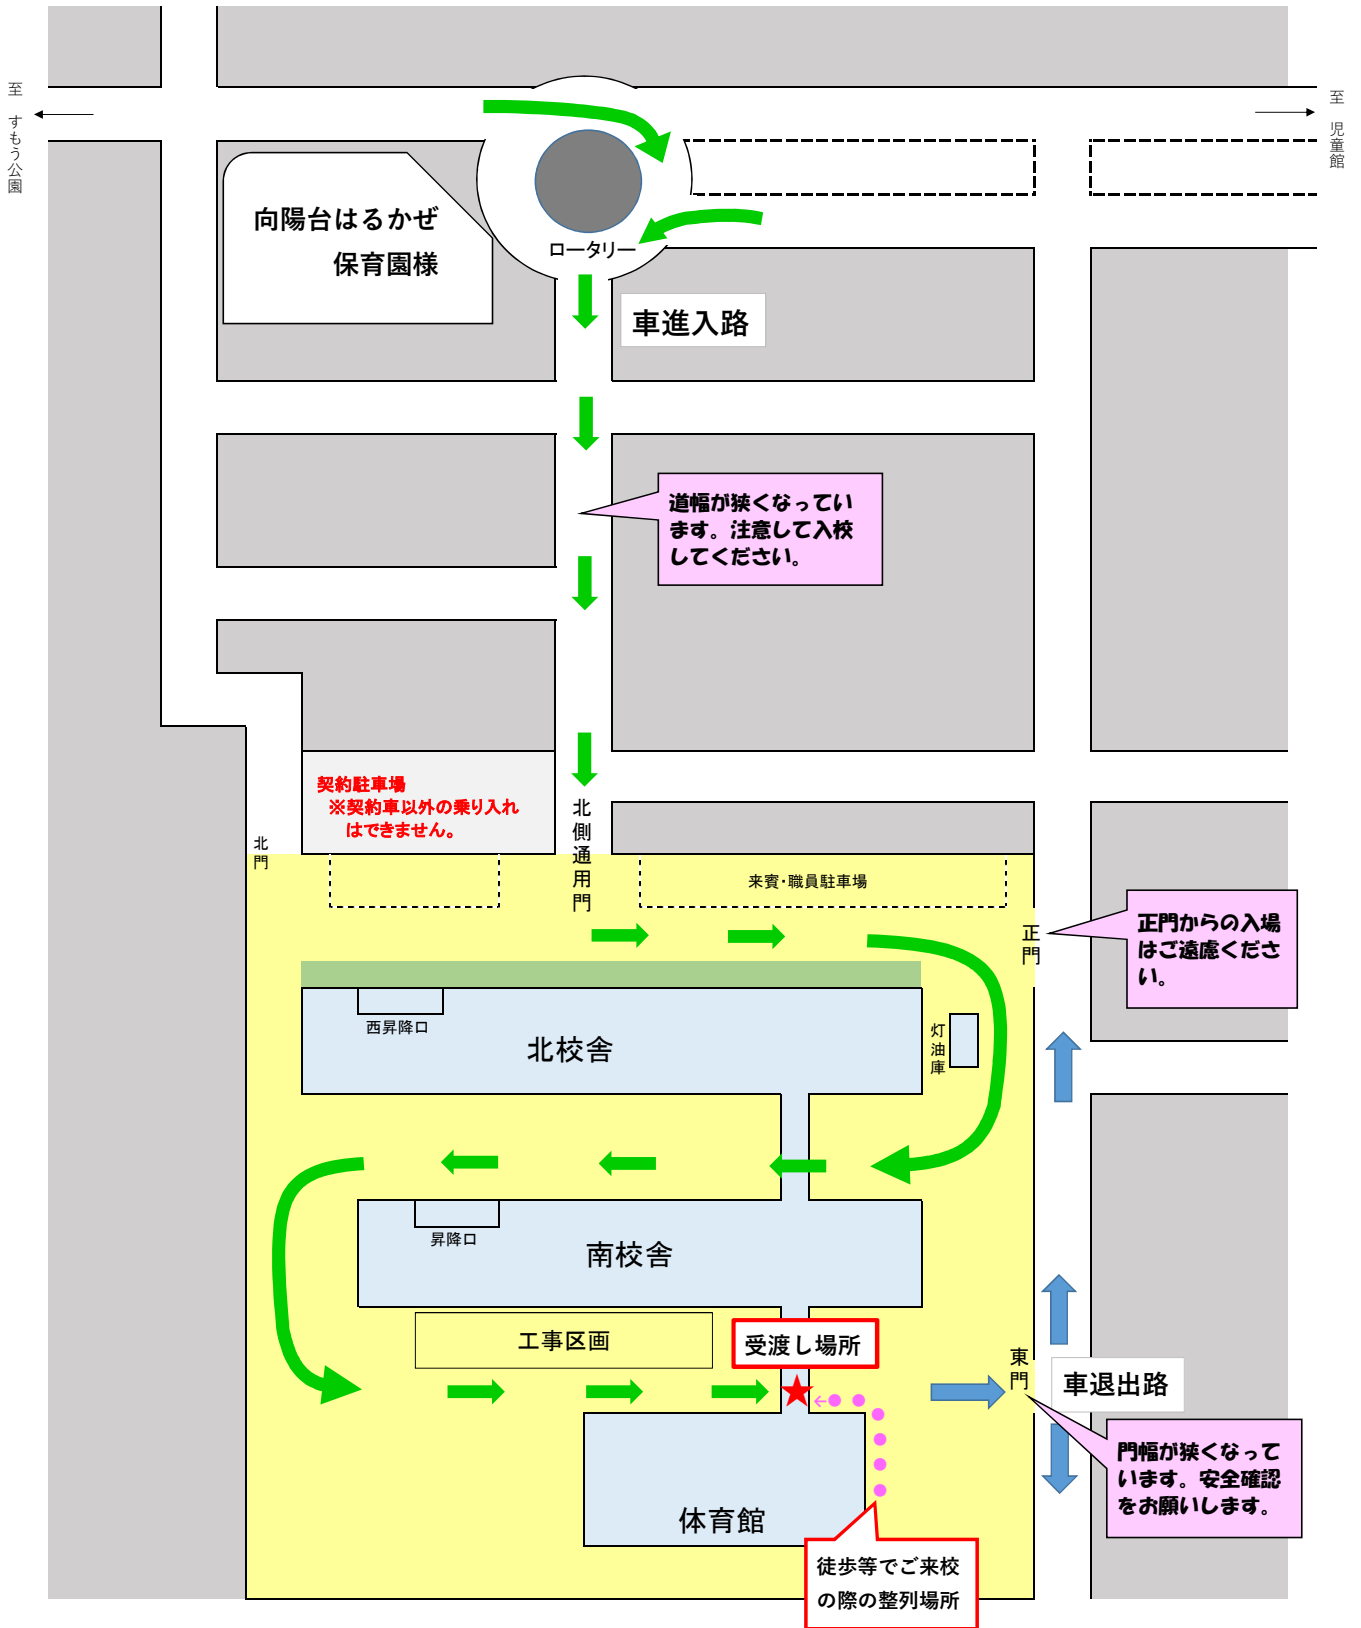 至 すもう公園
至 児童館
向陽台はるかぜ
保育園様
ロータリー
車進入路
道幅が狭くなってい
ます。注意して入校
してください。
契約駐車場
※契約車以外の乗り入れ
はできません。
北門
北側通用門
来賓・職員駐車場
正門
正門からの入場
はご遠慮くださ
い。
西昇降口
北校舎
灯油庫
昇降口
南校舎
工事区画
受渡し場所
東門
車退出路
門幅が狭くなって
います。安全確認
をお願いします。
体育館
徒歩等でご来校
の際の整列場所